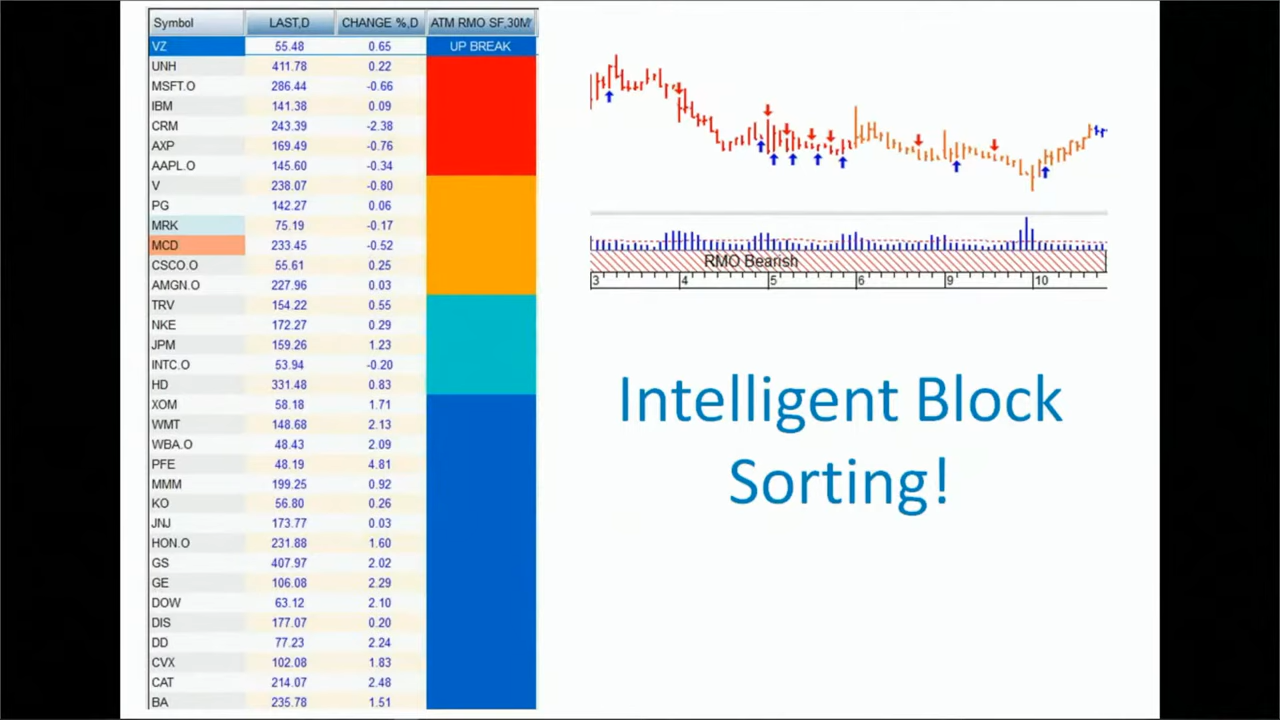 Symbol LAST,D CHANGE %,D ATM RMO SF,30M
VZ 55.48 0.65 UP BREAK
UNH 411.78 0.22
MSFT.O 286.44 -0.66
IBM 141.38 0.09
CRM 243.39 -2.38
AXP 169.49 -0.76
AAPL.O 145.60 -0.34
V 238.07 -0.80
PG 142.27 0.06
MRK 75.19 -0.17
MCD 233.45 -0.52
CSCO.O 55.61 0.25
AMGN.O 227.96 0.03
TRV 154.22 0.55
NKE 172.27 0.29
JPM 159.26 1.23
INTC.O 53.94 -0.20
HD 331.48 0.83
XOM 58.18 1.71
WMT 148.68 2.13
WBA.O 48.43 2.09
PFE 48.19 4.81
MMM 199.25 0.92
KO 56.80 0.26
JNJ 173.77 0.03
HON.O 231.88 1.60
GS 407.97 2.02
GE 106.08 2.29
DOW 63.12 2.10
DIS 177.07 0.20
DD 77.23 2.24
CVX 102.08 1.83
CAT 214.07 2.48
BA 235.78 1.51
RMO Bearish
3 4 5 6 9 10
Intelligent Block
Sorting!